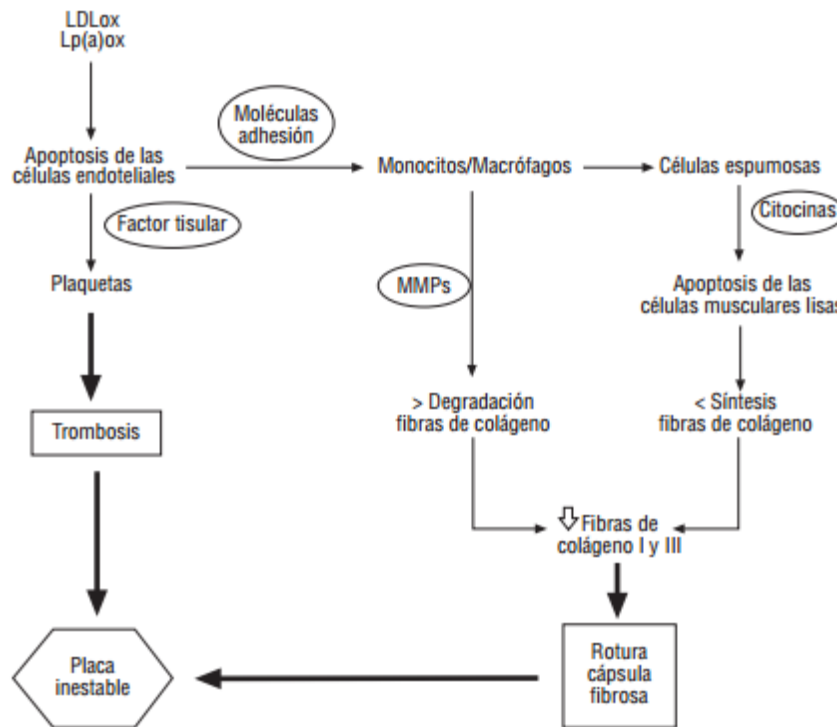 LDLox
Lp(a)ox
Moléculas
adhesión
Apoptosis de las
células endoteliales
Monocitos/Macrófagos
Células espumosas
Factor tisular
Citocinas
Plaquetas
MMPs
Apoptosis de las
células musculares lisas
> Degradación
fibras de colágeno
< Síntesis
fibras de colágeno
Trombosis
Fibras de
colágeno I y III
Placa
inestable
Rotura
cápsula
fibrosa